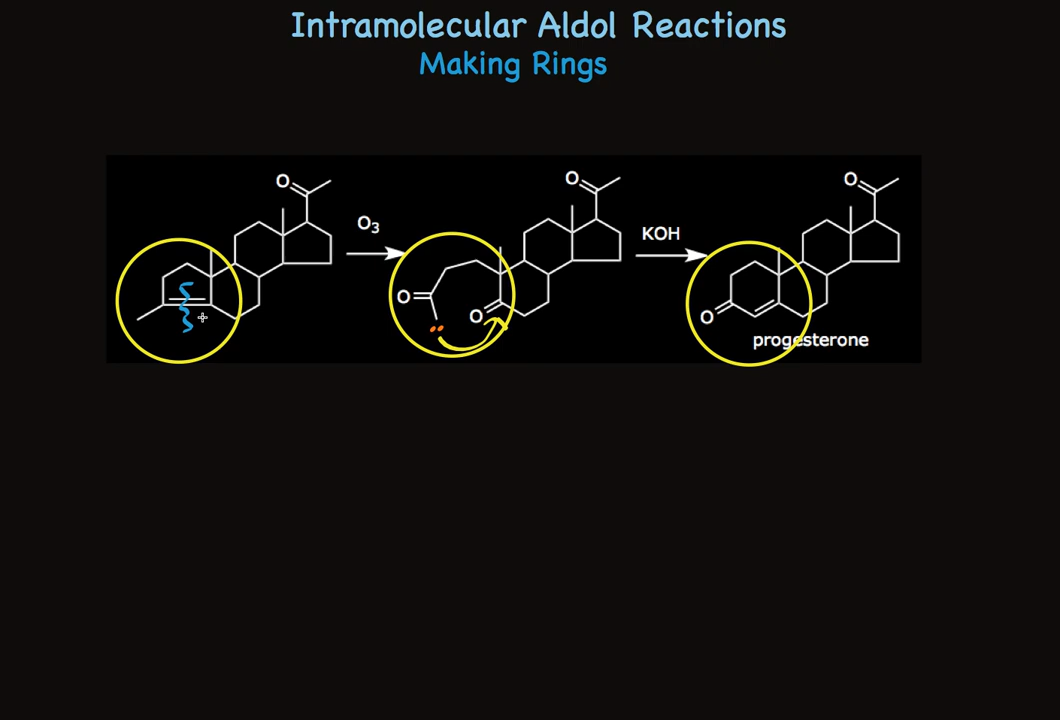 Intramolecular Aldol Reactions
Making Rings
O O O
O₃ KOH
O O O
progesterone